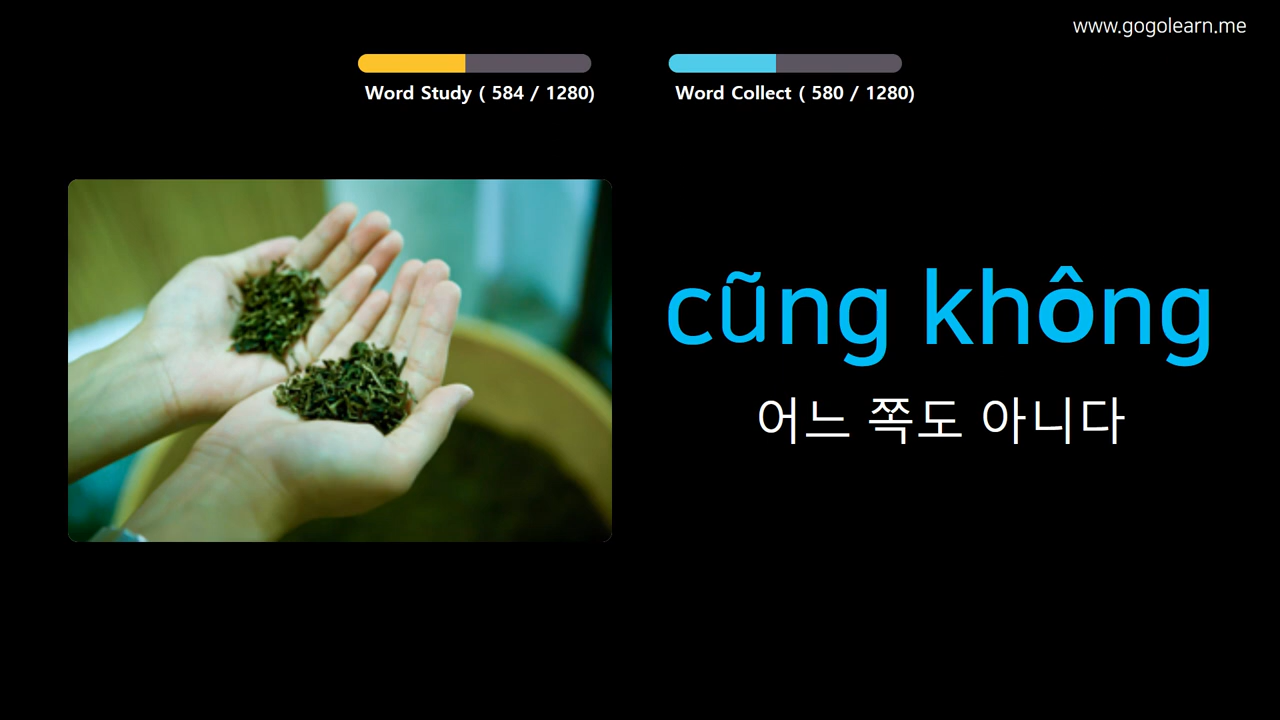 www.gogolearn.me
Word Study ( 584 / 1280)
Word Collect ( 580 / 1280)
cũng không
어느 쪽도 아니다